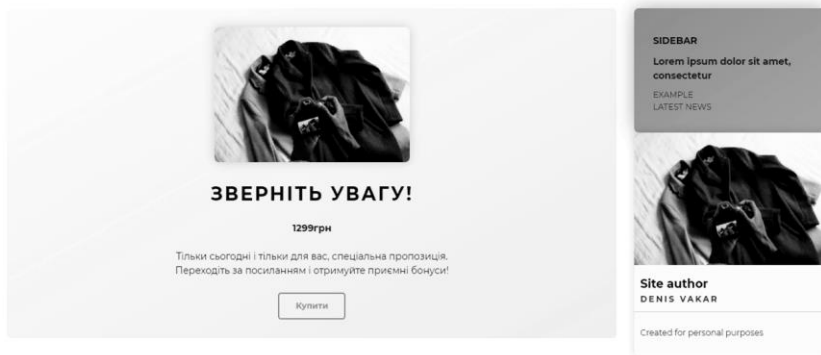 ЗВЕРНІТЬ УВАГУ!
1299грн
Тільки сьогодні і тільки для вас, спеціальна пропозиція.
Переходіть за посиланням і отримуйте приємні бонуси!
Купити
SIDEBAR
Lorem ipsum dolor sit amet,
consectetur
EXAMPLE
LATEST NEWS
Site author
DENIS VAKAR
Created for personal purposes